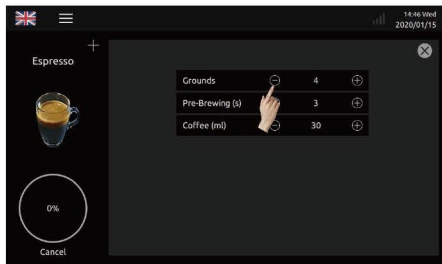 14:46 Wed
2020/01/15
Espresso
Grounds 4
Pre-Brewing (s) 3
Coffee (ml) 30
0%
Cancel